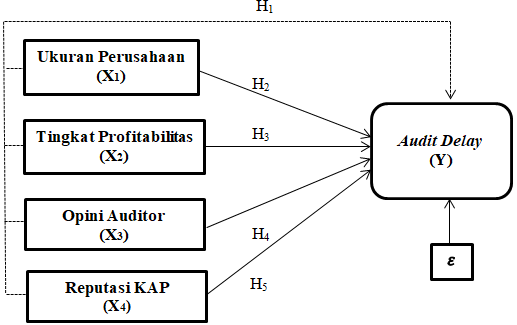 H1
Ukuran Perusahaan
(X1)
H2
Tingkat Profitabilitas
(X2)
H3
Audit Delay
(Y)
Opini Auditor
(X3)
H4
Reputasi KAP
(X4)
H5
ε